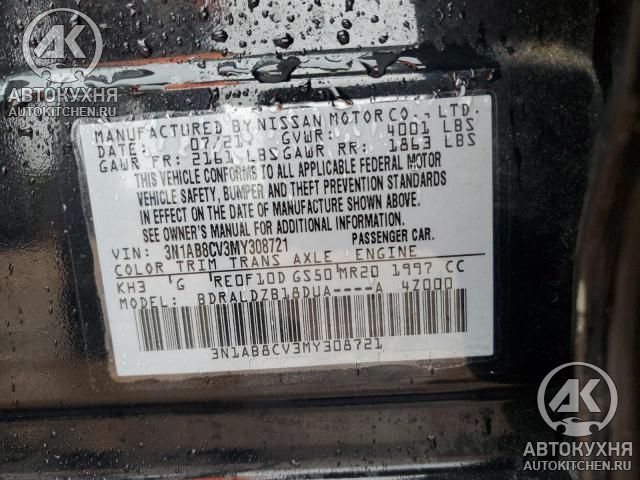 AK
АВТОКУХНЯ
AUTOKITCHEN.RU
MANUFACTURED BY NISSAN MOTOR CO., LTD.
DATE: 07/21 GVWR: 4001 LBS
GAWR FR: 2161 LBS GAWR RR: 1863 LBS
THIS VEHICLE CONFORMS TO ALL APPLICABLE FEDERAL MOTOR
VEHICLE SAFETY, BUMPER AND THEFT PREVENTION STANDARDS
IN EFFECT ON THE DATE OF MANUFACTURE SHOWN ABOVE.
SEE OWNER'S MANUAL FOR ADDITIONAL INFORMATION.
VIN: 3N1AB8CV3MY308721 PASSENGER CAR.
COLOR TRIM TRANS AXLE ENGINE
KH3 G RE0F10D GS50 MR20 1997 CC
MODEL: BDRALDZB18DUA-----A 4Z000
3N1AB8CV3MY308721
AK
АВТОКУХНЯ
AUTOKITCHEN.RU